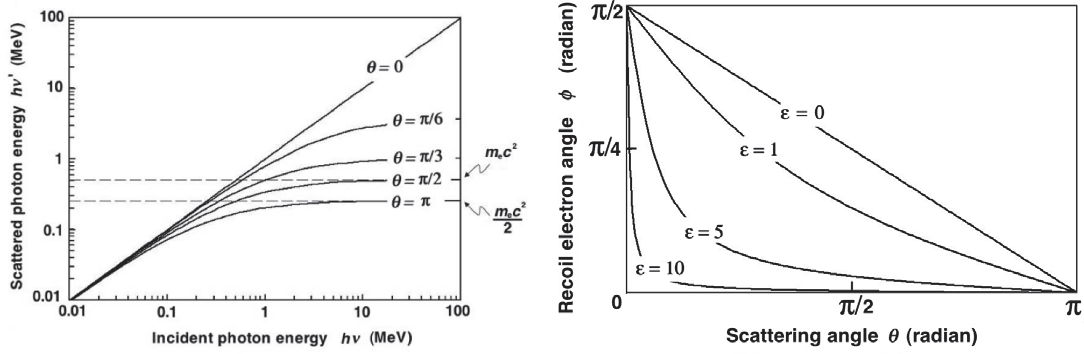 Scattered photon energy hν' (MeV)
100
10
1
0.1
0.01
0.01
0.1
1
10
100
Incident photon energy hν (MeV)
θ = 0
θ = π/6
θ = π/3
θ = π/2
θ = π
mₑc²
mₑc²
2
Recoil electron angle ϕ (radian)
π/2
π/4
0
π/2
π
Scattering angle θ (radian)
ε = 0
ε = 1
ε = 5
ε = 10